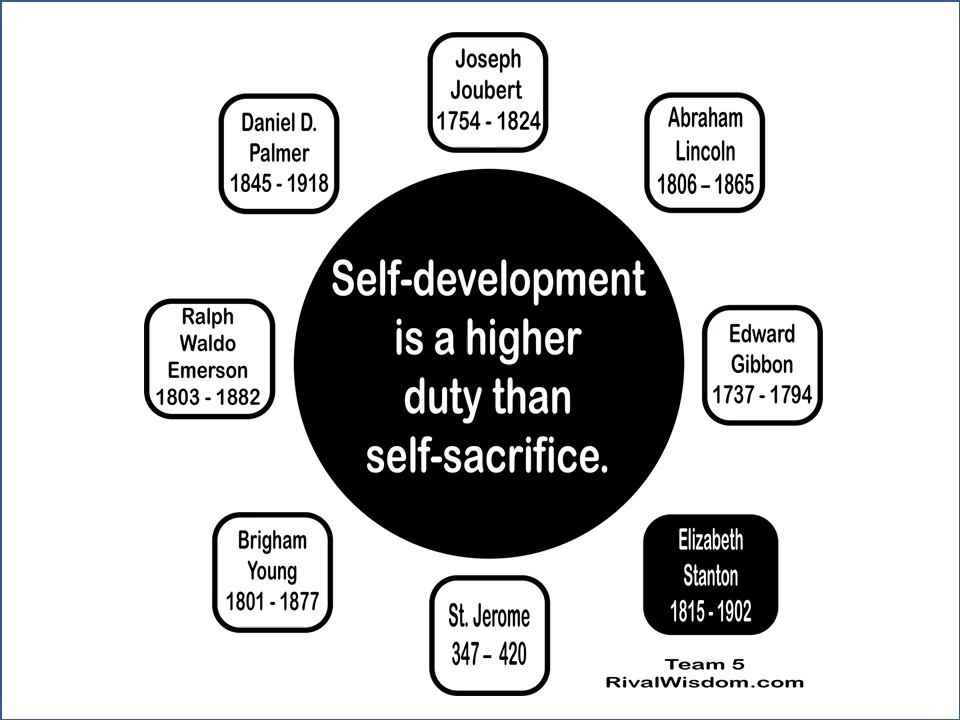 Joseph
Joubert
1754 - 1824
Daniel D.
Palmer
1845 - 1918
Abraham
Lincoln
1806 – 1865
Self-development
is a higher
duty than
self-sacrifice.
Ralph
Waldo
Emerson
1803 - 1882
Edward
Gibbon
1737 - 1794
Brigham
Young
1801 - 1877
St. Jerome
347 – 420
Elizabeth
Stanton
1815 - 1902
Team 5
RivalWisdom.com